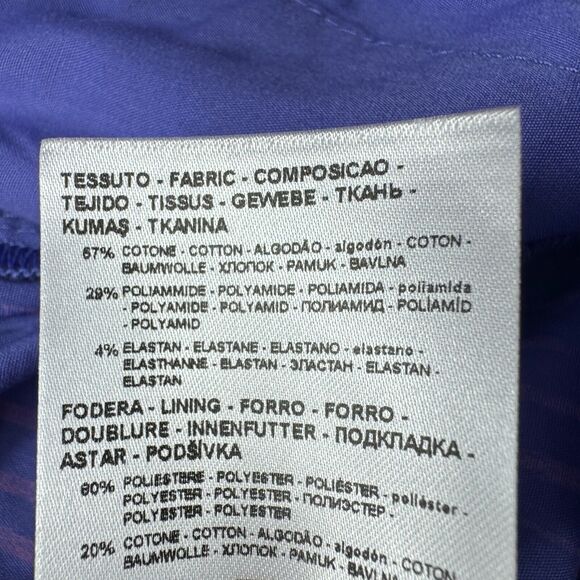 TESSUTO - FABRIC - COMPOSICAO -
TEJIDO - TISSUS - GEWEBE - ТКАНЬ -
KUMAŞ - TKANINA
67% COTONE - COTTON - ALGODÃO - algodón - COTON -
BAUMWOLLE - ХЛОПОК - PAMUK - BAVLNA
29% POLIAMMIDE - POLYAMIDE - POLIAMIDA - poliamida
- POLYAMIDE - POLYAMID - ПОЛИАМИД - POLİAMİD
- POLYAMID
4% ELASTAN - ELASTANE - ELASTANO - elastano -
ELASTHANNE - ELASTAN - ЭЛАСТАН - ELASTAN -
ELASTAN
FODERA - LINING - FORRO - FORRO -
DOUBLURE - INNENFUTTER - ПОДКЛАДКА -
ASTAR - PODŠÍVKA
80% POLIESTERE - POLYESTER - POLIÉSTER - poliéster -
POLYESTER - POLYESTER - ПОЛИЭСТЕР -
POLYESTER - POLYESTER
20% COTONE - COTTON - ALGODÃO - algodón - COTON -
BAUMWOLLE - ХЛОПОК - PAMUK - BAVLNA